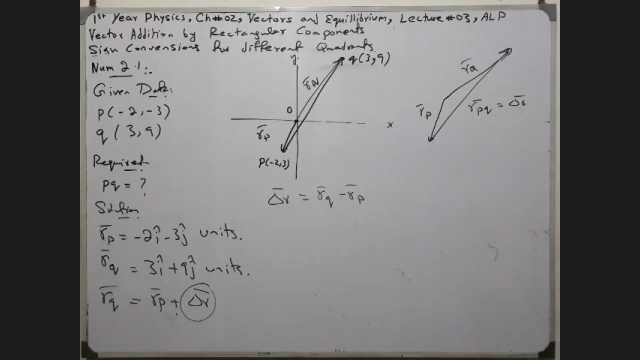 1st Year Physics, Ch#02, Vectors and Equilibrium, Lecture#03, ALP
Vector Addition by Rectangular Components
Sign Conversions for different Quadrants
Num 2.1:
Given Data:
P(-2,-3)
q(3,9)
Required:
pq = ?
Solution
r̄p = -2î -3ĵ units.
r̄q = 3î + 9ĵ units.
r̄q = r̄p + Δr̄
y
q(3,9)
r̄q
o
r̄p
x
P(-2,3)
Δr̄ = r̄q - r̄p
r̄q
r̄p
r̄pq = Δr̄